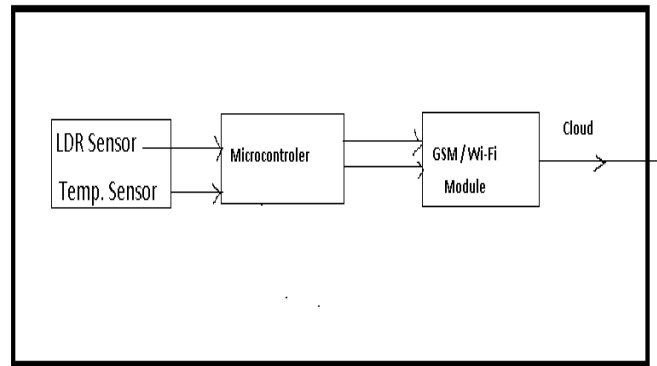 LDR Sensor
Temp. Sensor
Microcontroler
GSM / Wi-Fi
Module
Cloud